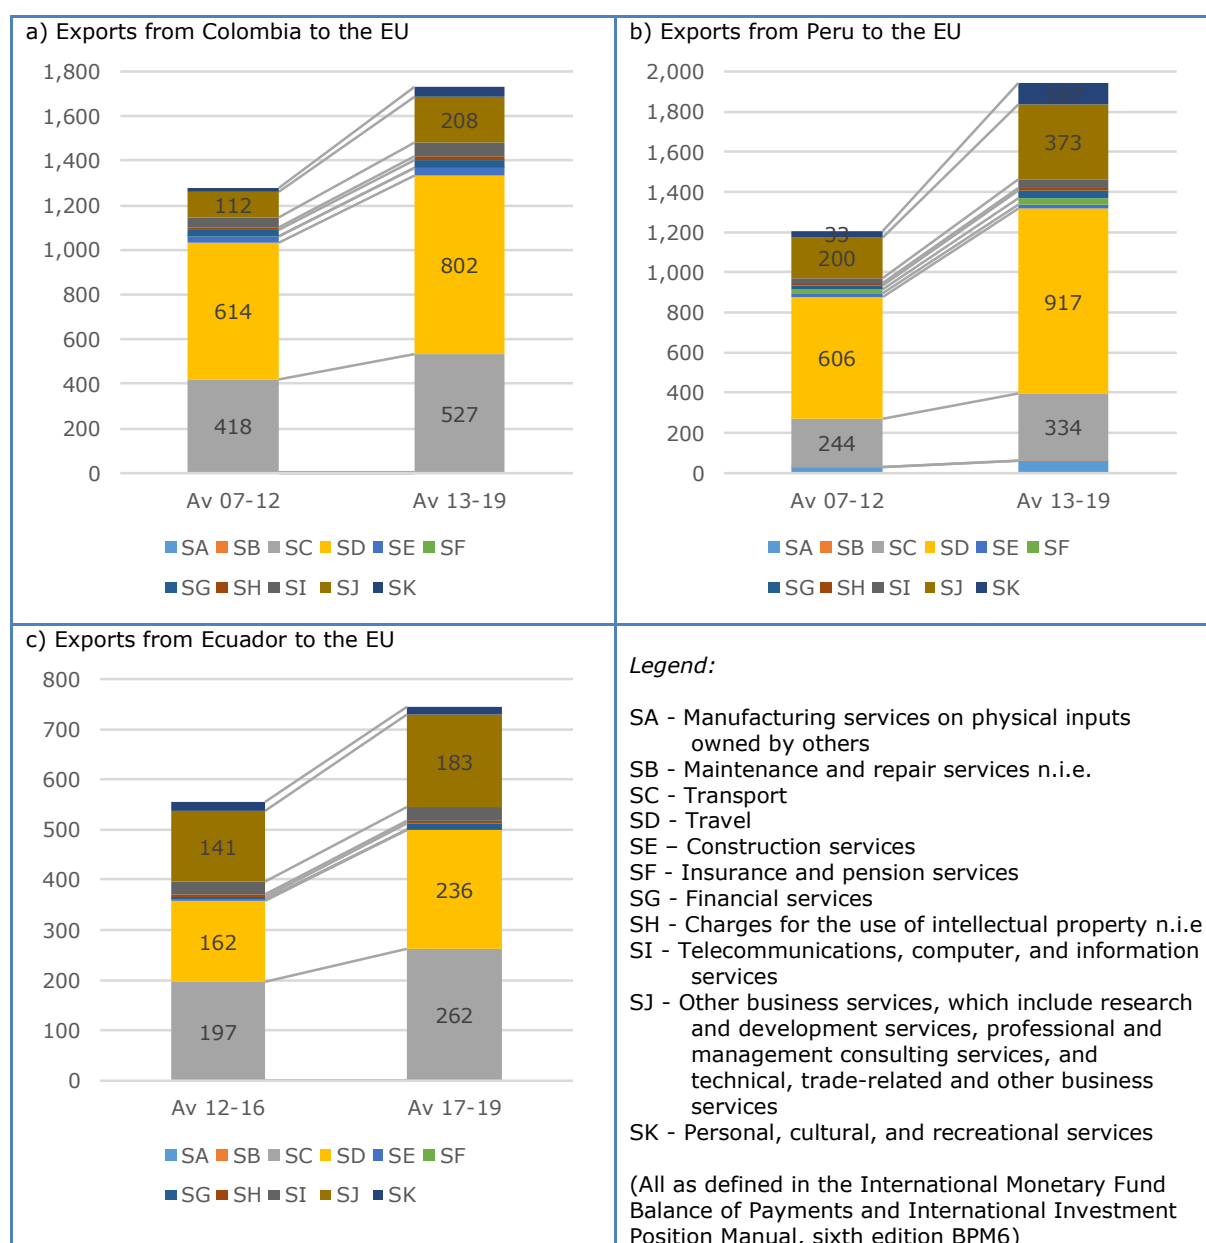 a) Exports from Colombia to the EU
1,800
1,600
1,400
1,200
1,000
800
600
400
200
0
112
614
418
208
802
527
Av 07-12
Av 13-19
SA SB SC SD SE SF
SG SH SI SJ SK
b) Exports from Peru to the EU
2,000
1,800
1,600
1,400
1,200
1,000
800
600
400
200
0
33
200
606
244
373
917
334
Av 07-12
Av 13-19
SA SB SC SD SE SF
SG SH SI SJ SK
c) Exports from Ecuador to the EU
800
700
600
500
400
300
200
100
0
141
162
197
183
236
262
Av 12-16
Av 17-19
SA SB SC SD SE SF
SG SH SI SJ SK
Legend:
SA - Manufacturing services on physical inputs
owned by others
SB - Maintenance and repair services n.i.e.
SC - Transport
SD - Travel
SE – Construction services
SF - Insurance and pension services
SG - Financial services
SH - Charges for the use of intellectual property n.i.e
SI - Telecommunications, computer, and information
services
SJ - Other business services, which include research
and development services, professional and
management consulting services, and
technical, trade-related and other business
services
SK - Personal, cultural, and recreational services
(All as defined in the International Monetary Fund
Balance of Payments and International Investment
Position Manual, sixth edition BPM6)